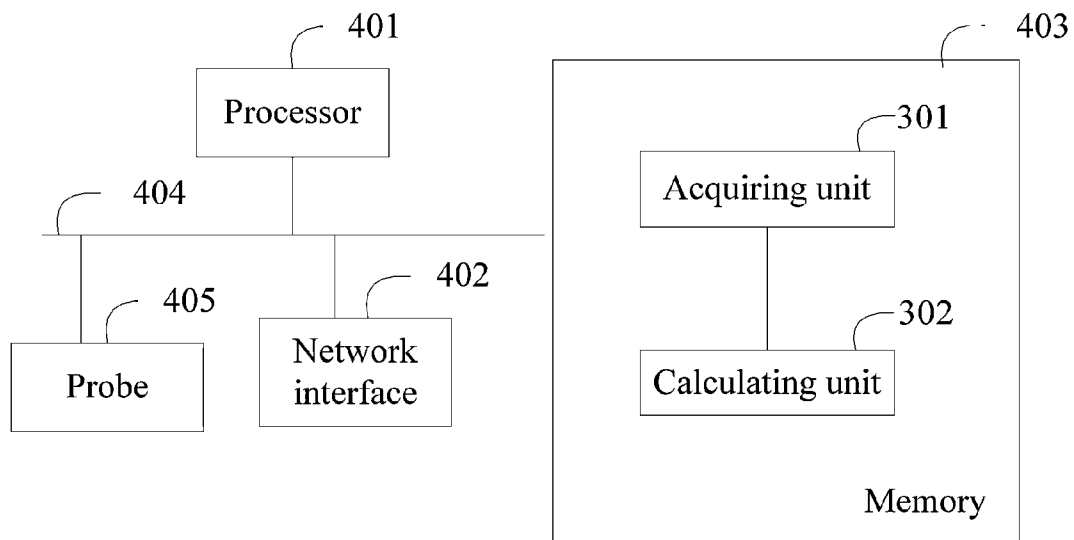 401
Processor
404
405
Probe
402
Network
interface
403
301
Acquiring unit
302
Calculating unit
Memory